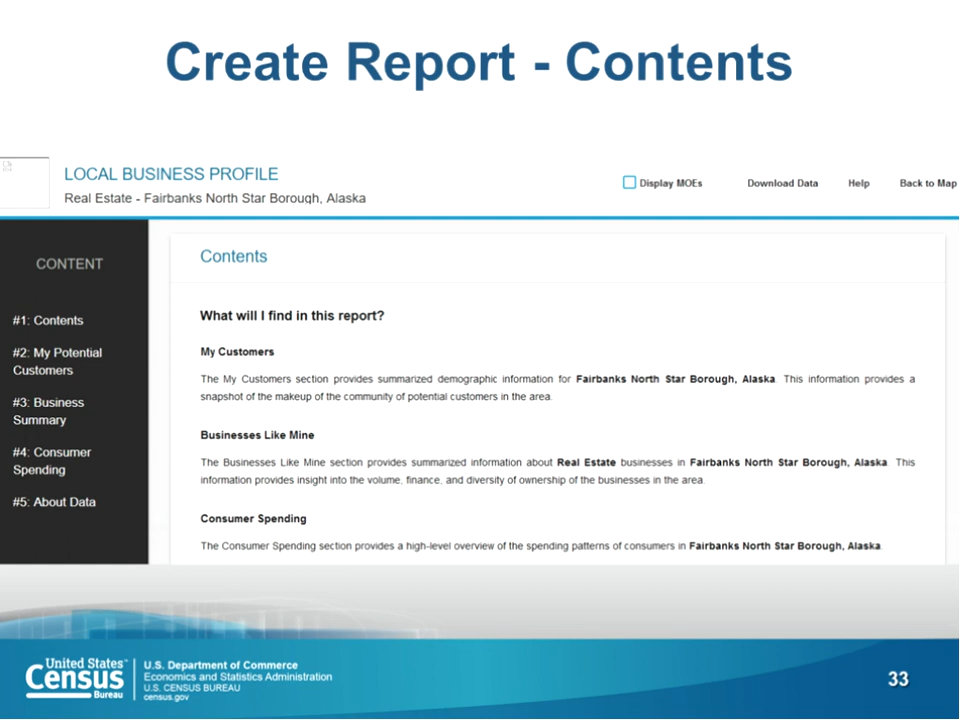 Create Report - Contents
LOCAL BUSINESS PROFILE
Real Estate - Fairbanks North Star Borough, Alaska
Display MOEs
Download Data
Help
Back to Map
CONTENT
#1: Contents
#2: My Potential
Customers
#3: Business
Summary
#4: Consumer
Spending
#5: About Data
Contents
What will I find in this report?
My Customers
The My Customers section provides summarized demographic information for Fairbanks North Star Borough, Alaska. This information provides a
snapshot of the makeup of the community of potential customers in the area.
Businesses Like Mine
The Businesses Like Mine section provides summarized information about Real Estate businesses in Fairbanks North Star Borough, Alaska. This
information provides insight into the volume, finance, and diversity of ownership of the businesses in the area.
Consumer Spending
The Consumer Spending section provides a high-level overview of the spending patterns of consumers in Fairbanks North Star Borough, Alaska.
United States™
Census
Bureau
U.S. Department of Commerce
Economics and Statistics Administration
U.S. CENSUS BUREAU
census.gov
33